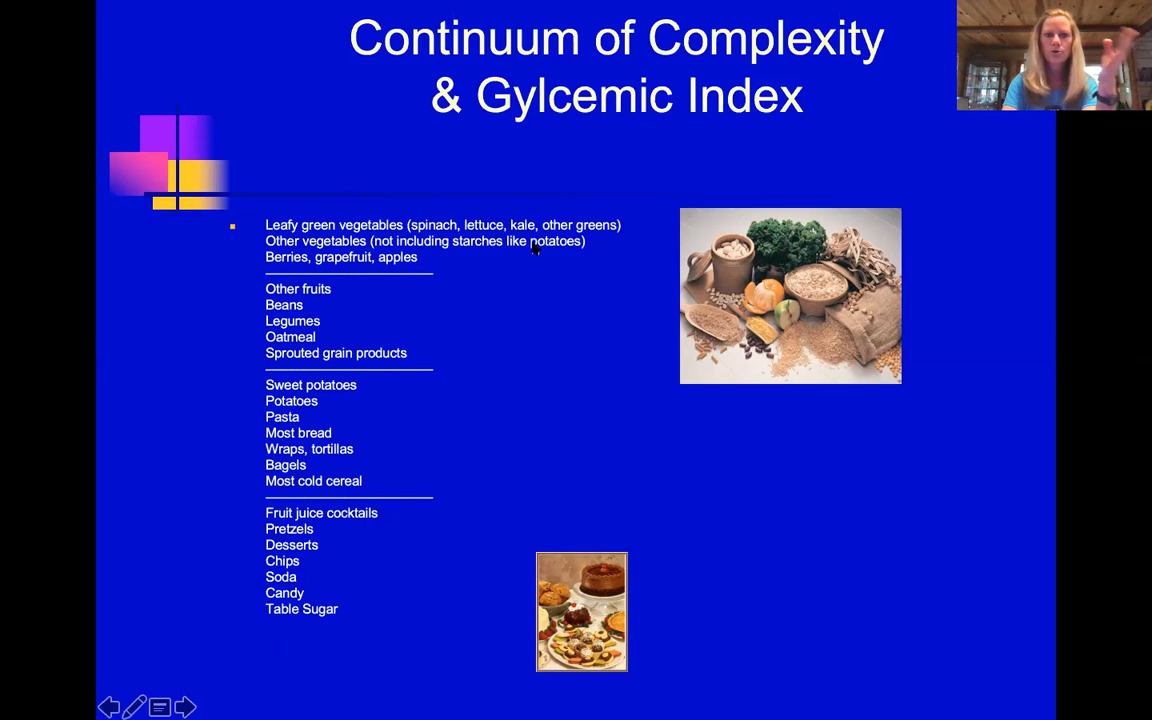 Continuum of Complexity
& Gylcemic Index
Leafy green vegetables (spinach, lettuce, kale, other greens)
Other vegetables (not including starches like potatoes)
Berries, grapefruit, apples
Other fruits
Beans
Legumes
Oatmeal
Sprouted grain products
Sweet potatoes
Potatoes
Pasta
Most bread
Wraps, tortillas
Bagels
Most cold cereal
Fruit juice cocktails
Pretzels
Desserts
Chips
Soda
Candy
Table Sugar